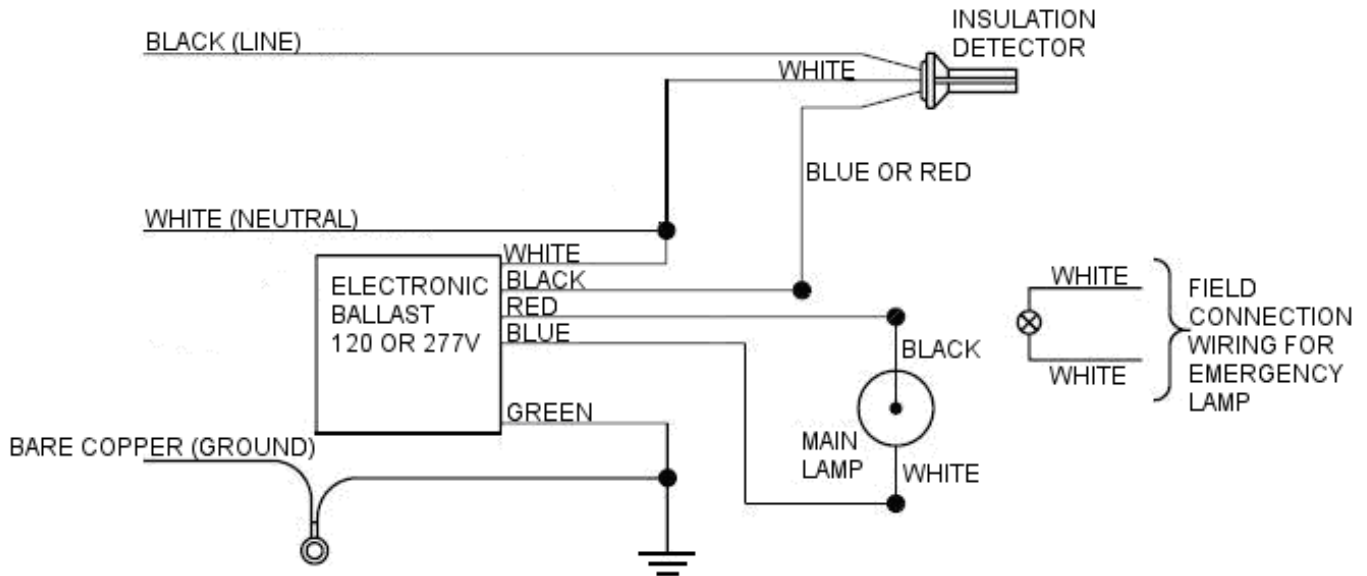 INSULATION
DETECTOR
BLACK (LINE)
WHITE
BLUE OR RED
WHITE (NEUTRAL)
WHITE
BLACK
RED
BLUE
GREEN
ELECTRONIC
BALLAST
120 OR 277V
BLACK
MAIN
LAMP
WHITE
WHITE
WHITE
FIELD
CONNECTION
WIRING FOR
EMERGENCY
LAMP
BARE COPPER (GROUND)